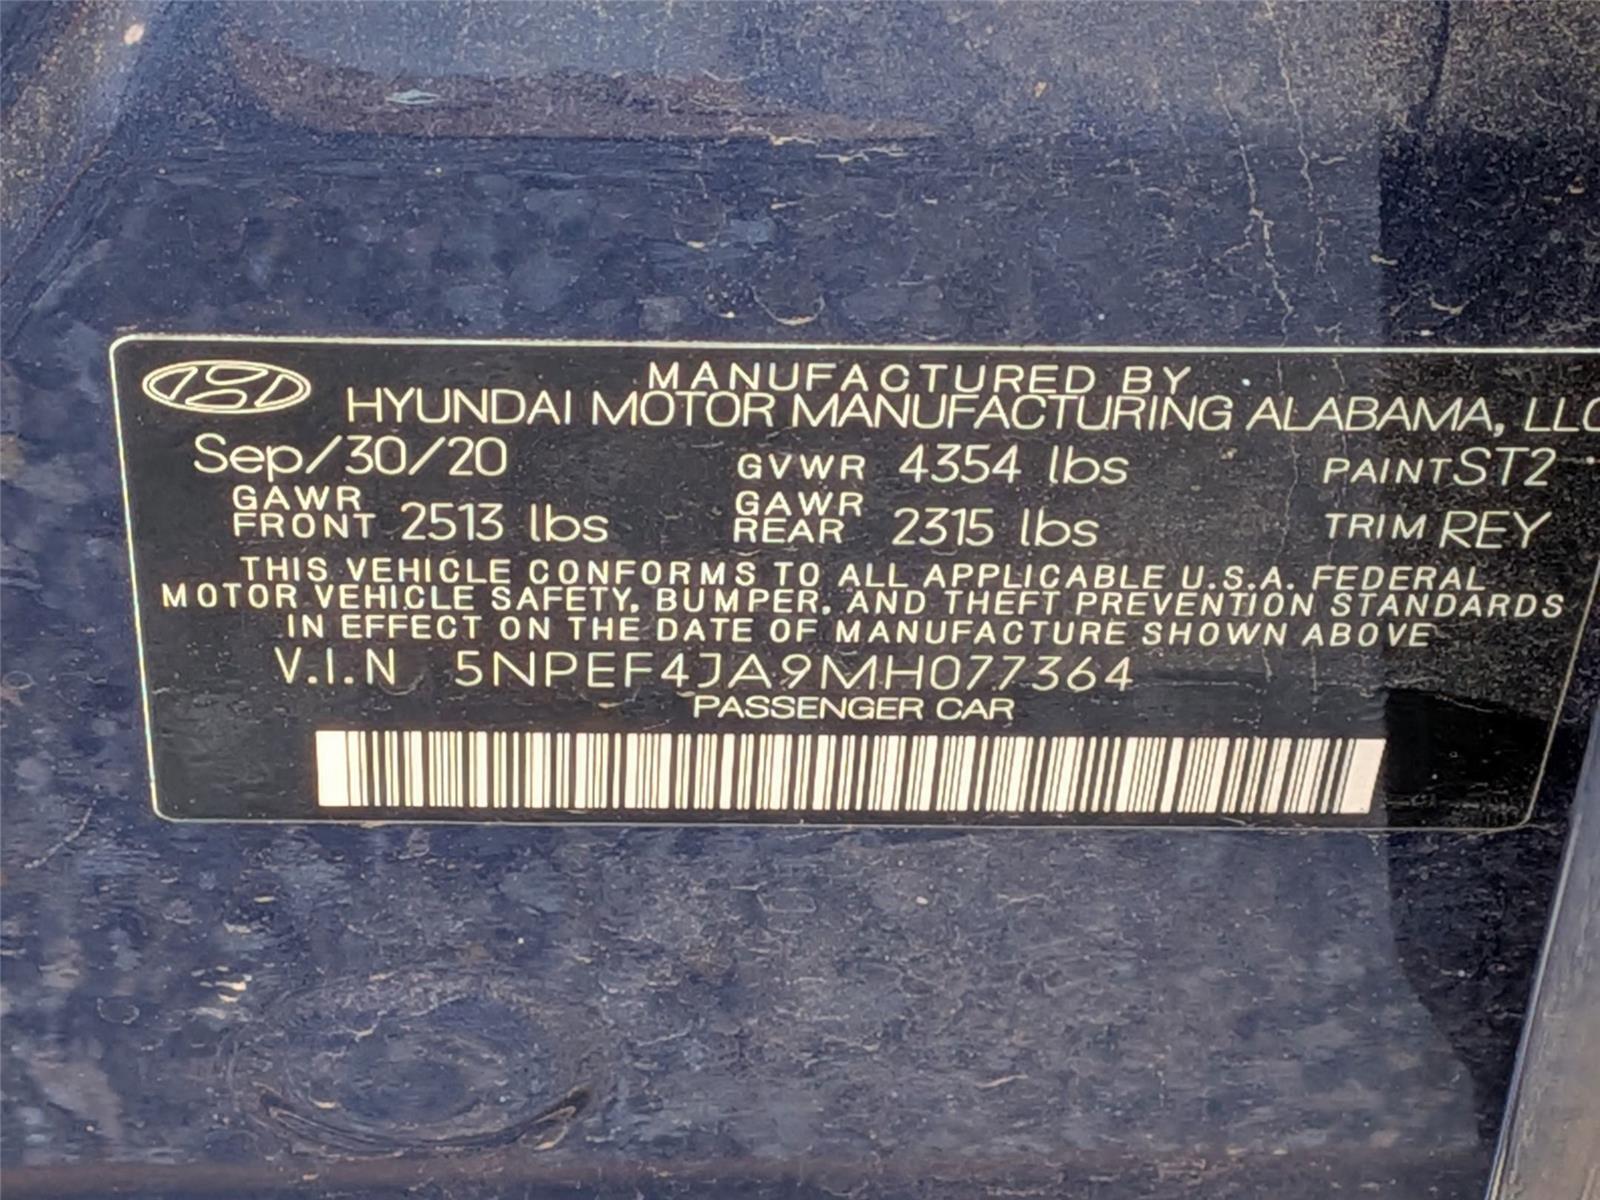 MANUFACTURED BY
HYUNDAI MOTOR MANUFACTURING ALABAMA, LLC
Sep/30/20 GVWR 4354 lbs PAINT ST2
GAWR FRONT 2513 lbs GAWR REAR 2315 lbs TRIM REY
THIS VEHICLE CONFORMS TO ALL APPLICABLE U.S.A. FEDERAL
MOTOR VEHICLE SAFETY, BUMPER, AND THEFT PREVENTION STANDARDS
IN EFFECT ON THE DATE OF MANUFACTURE SHOWN ABOVE
V.I.N 5NPEF4JA9MH077364
PASSENGER CAR